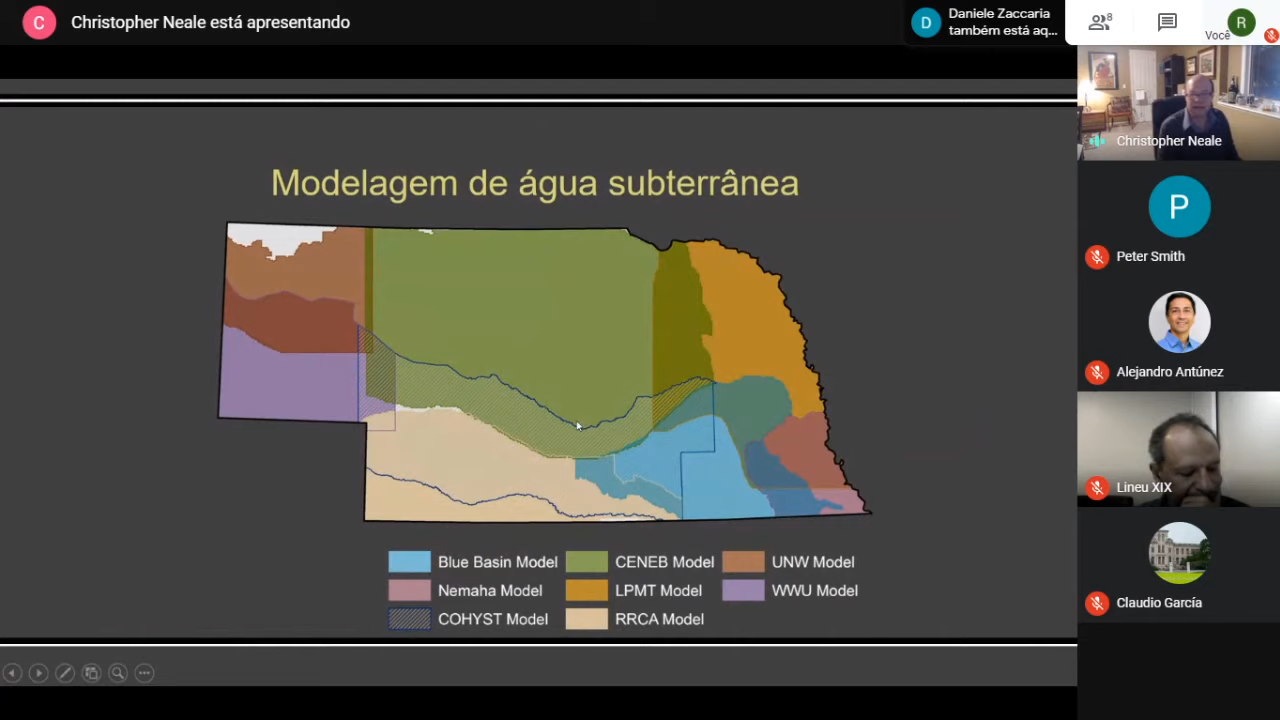 C
Christopher Neale está apresentando
D
Daniele Zaccaria
também está aq...
8
Você
R
Christopher Neale
P
Peter Smith
Alejandro Antúnez
Lineu XIX
Claudio García
Modelagem de água subterrânea
Blue Basin Model
CENEB Model
UNW Model
Nemaha Model
LPMT Model
WWU Model
COHYST Model
RRCA Model